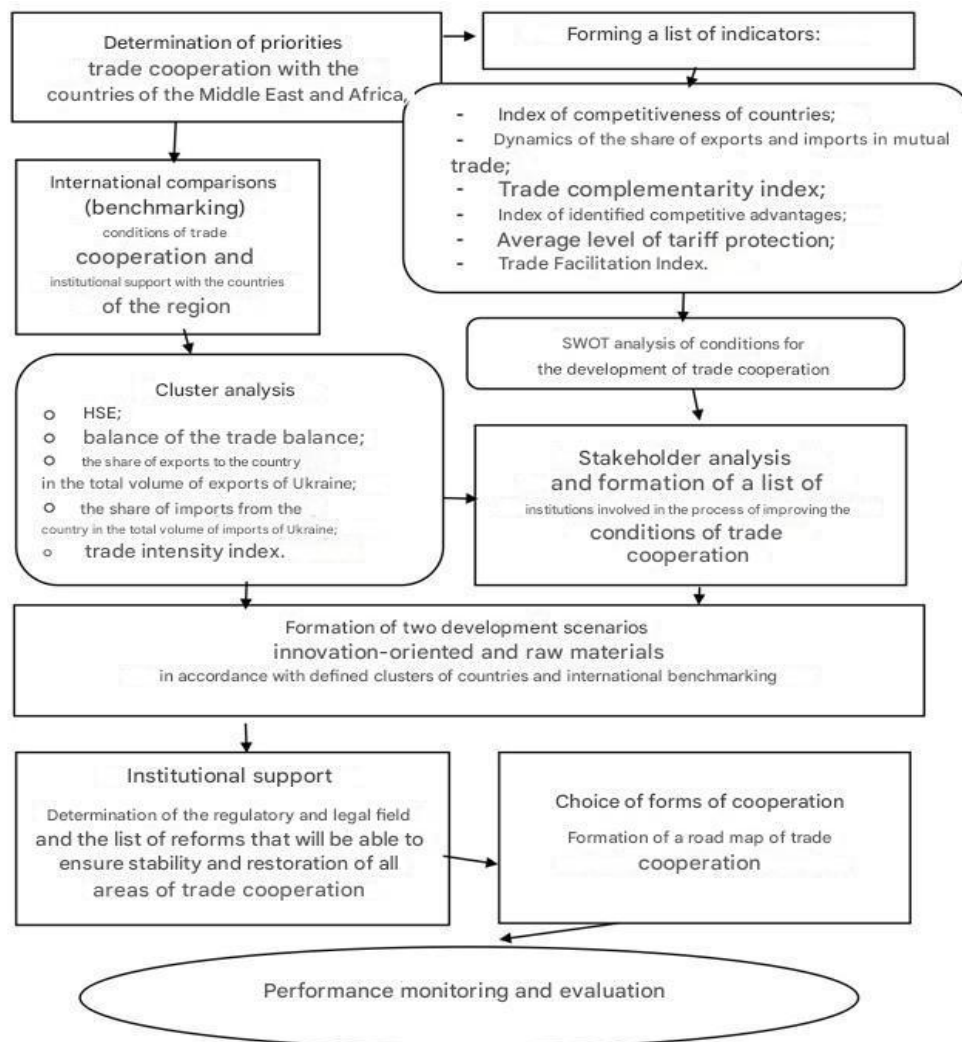 Determination of priorities
trade cooperation with the
countries of the Middle East and Africa,
Forming a list of indicators:
- Index of competitiveness of countries;
- Dynamics of the share of exports and imports in mutual
trade;
- Trade complementarity index;
- Index of identified competitive advantages;
- Average level of tariff protection;
- Trade Facilitation Index.
International comparisons
(benchmarking)
conditions of trade
cooperation and
institutional support with the countries
of the region
SWOT analysis of conditions for
the development of trade cooperation
Cluster analysis
o HSE;
o balance of the trade balance;
o the share of exports to the country
in the total volume of exports of Ukraine;
o the share of imports from the
country in the total volume of imports of Ukraine;
o trade intensity index.
Stakeholder analysis
and formation of a list of
institutions involved in the process of improving the
conditions of trade
cooperation
Formation of two development scenarios
innovation-oriented and raw materials
in accordance with defined clusters of countries and international benchmarking
Institutional support
Determination of the regulatory and legal field
and the list of reforms that will be able to
ensure stability and restoration of all
areas of trade cooperation
Choice of forms of cooperation
Formation of a road map of trade
cooperation
Performance monitoring and evaluation